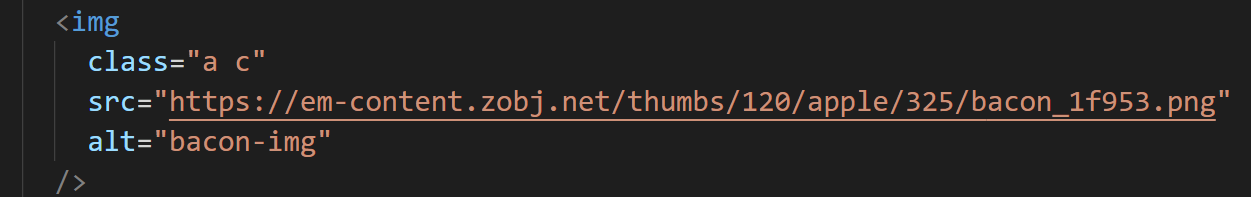 <img
class="a c"
src="https://em-content.zobj.net/thumbs/120/apple/325/bacon_1f953.png"
alt="bacon-img"
/>